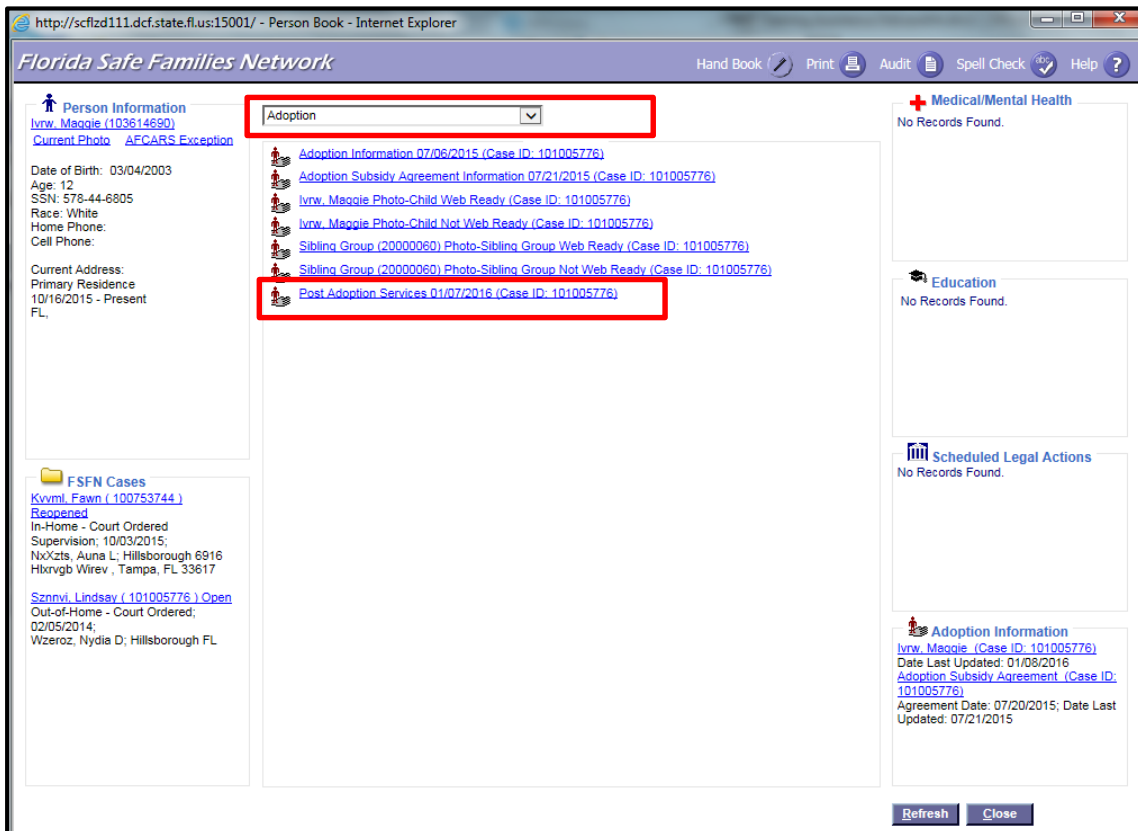 http://scflzd111.dcf.state.fl.us:15001/ - Person Book - Internet Explorer
Florida Safe Families Network
Hand Book Print Audit Spell Check abc Help ?
Person Information
Ivrw, Maggie (103614690)
Current Photo AFCARS Exception
Date of Birth: 03/04/2003
Age: 12
SSN: 578-44-6805
Race: White
Home Phone:
Cell Phone:
Current Address:
Primary Residence
10/16/2015 - Present
FL,
FSFN Cases
Kvvml, Fawn ( 100753744 )
Reopened
In-Home - Court Ordered
Supervision; 10/03/2015;
NxXzts, Auna L; Hillsborough 6916
Hlxrvgb Wirev , Tampa, FL 33617
Sznnvi, Lindsay ( 101005776 ) Open
Out-of-Home - Court Ordered;
02/05/2014;
Wzeroz, Nydia D; Hillsborough FL
Adoption
Adoption Information 07/06/2015 (Case ID: 101005776)
Adoption Subsidy Agreement Information 07/21/2015 (Case ID: 101005776)
Ivrw, Maggie Photo-Child Web Ready (Case ID: 101005776)
Ivrw, Maggie Photo-Child Not Web Ready (Case ID: 101005776)
Sibling Group (20000060) Photo-Sibling Group Web Ready (Case ID: 101005776)
Sibling Group (20000060) Photo-Sibling Group Not Web Ready (Case ID: 101005776)
Post Adoption Services 01/07/2016 (Case ID: 101005776)
Medical/Mental Health
No Records Found.
Education
No Records Found.
Scheduled Legal Actions
No Records Found.
Adoption Information
Ivrw, Maggie (Case ID: 101005776)
Date Last Updated: 01/08/2016
Adoption Subsidy Agreement (Case ID:
101005776)
Agreement Date: 07/20/2015; Date Last
Updated: 07/21/2015
Refresh Close